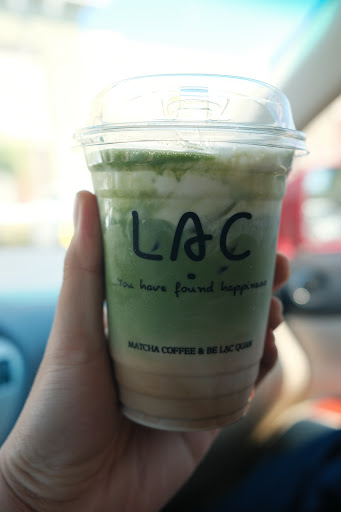 LAC
...You have found happiness
MATCHA COFFEE & BE LAC QUAN